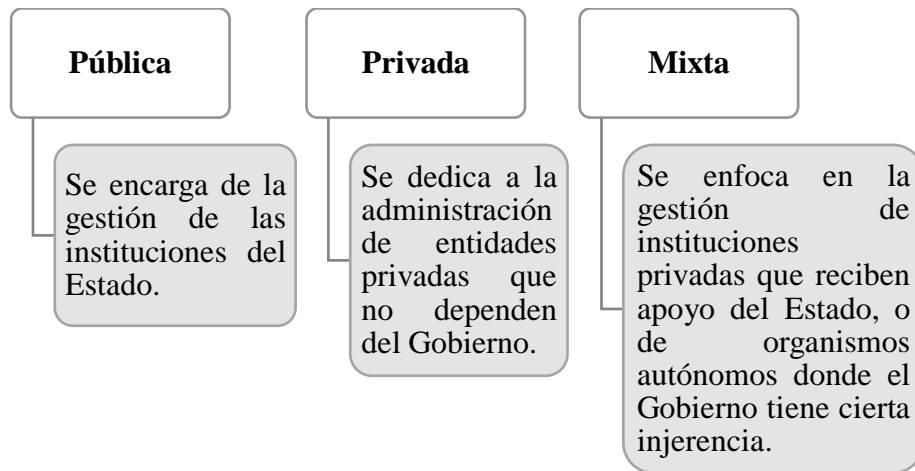 Pública
Se encarga de la
gestión de las
instituciones del
Estado.
Privada
Se dedica a la
administración
de entidades
privadas que
no dependen
del Gobierno.
Mixta
Se enfoca en la
gestión de
instituciones
privadas que reciben
apoyo del Estado, o
de organismos
autónomos donde el
Gobierno tiene cierta
injerencia.